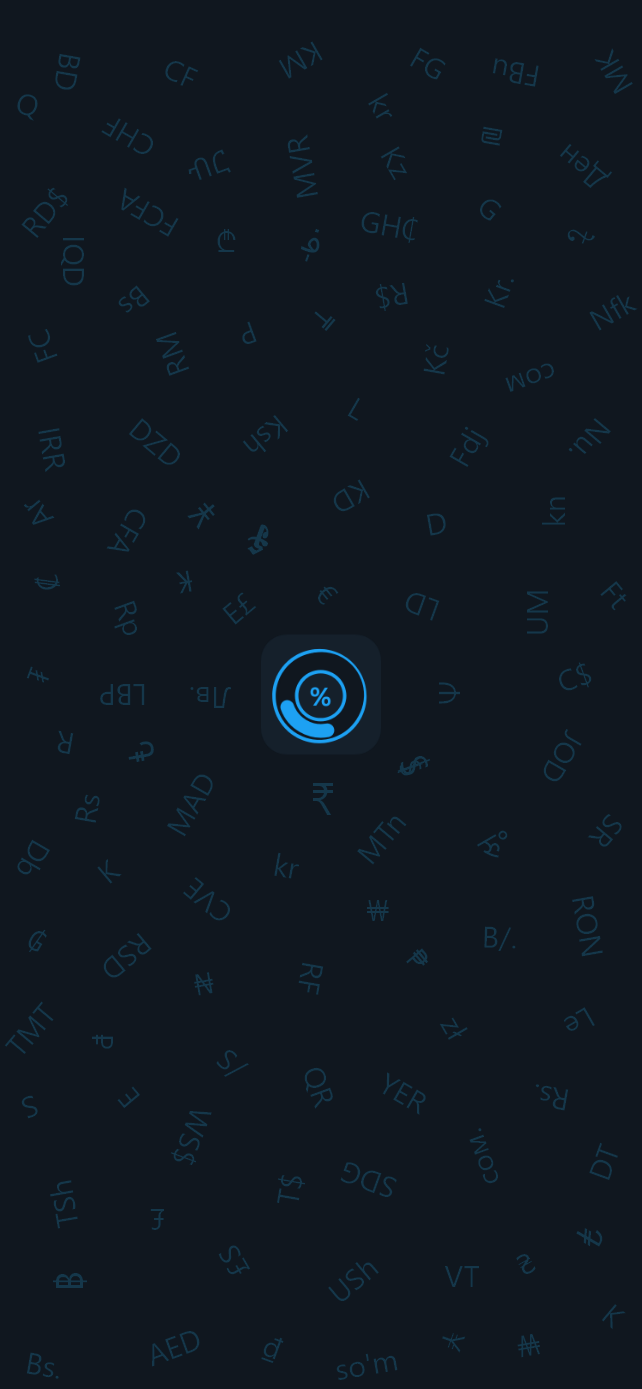 BD
CF
KM
FG
FBu
MK
Q
kr
CHF
₪
Ден
MVR
Kz
RD$
FCFA
GH₵
G
IQD
R$
Kr.
Bs
Nfk
P
FC
RM
Kč
сом
L
IRR
DZD
Ksh
Fdj
Nu.
KD
Ar
CFA
D
kn
¥
E£
LD
UM
Ft
Rp
%
C$
LBP
Лв.
R
JOD
Rs
MAD
₹
MTn
SR
Db
K
kr
CVE
₩
B/.
RON
RSD
₦
RF
TMT
zł
Le
₽
S/
QR
YER
Rs.
S
E
WS$
com.
DT
TSh
T$
SDG
£
S£
฿
USh
VT
K
AED
Bs.
₫
so'm